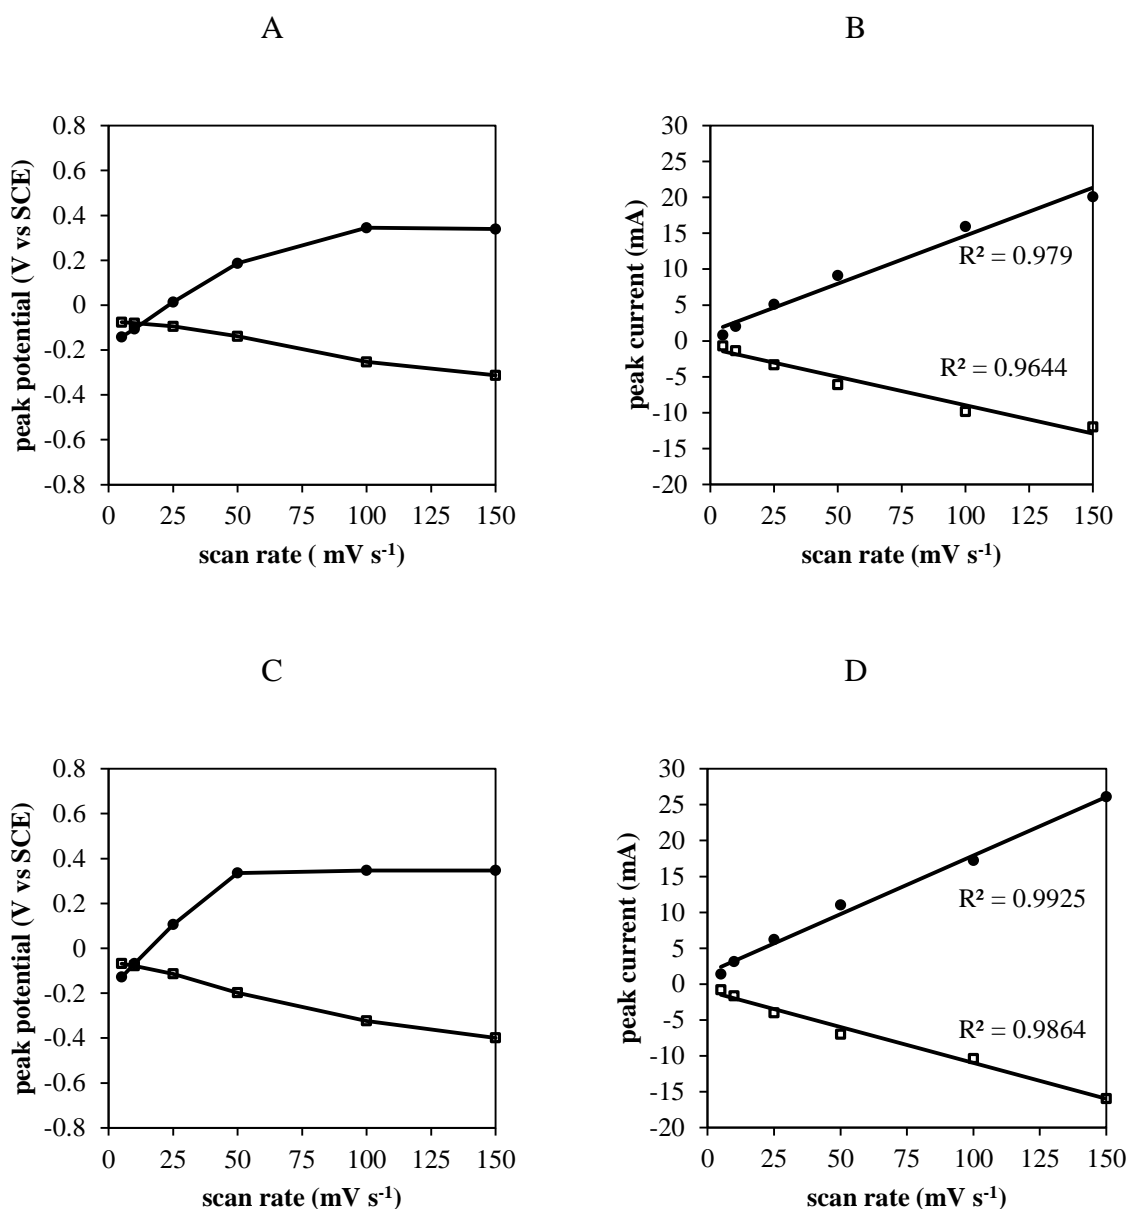 A
0.8
0.6
0.4
0.2
0
-0.2
-0.4
-0.6
-0.8
peak potential (V vs SCE)
0 25 50 75 100 125 150
scan rate ( mV s⁻¹)
B
30
25
20
15
10
5
0
-5
-10
-15
-20
peak current (mA)
R² = 0.979
R² = 0.9644
0 25 50 75 100 125 150
scan rate (mV s⁻¹)
C
0.8
0.6
0.4
0.2
0
-0.2
-0.4
-0.6
-0.8
peak potential (V vs SCE)
0 25 50 75 100 125 150
scan rate (mV s⁻¹)
D
30
25
20
15
10
5
0
-5
-10
-15
-20
peak current (mA)
R² = 0.9925
R² = 0.9864
0 25 50 75 100 125 150
scan rate (mV s⁻¹)